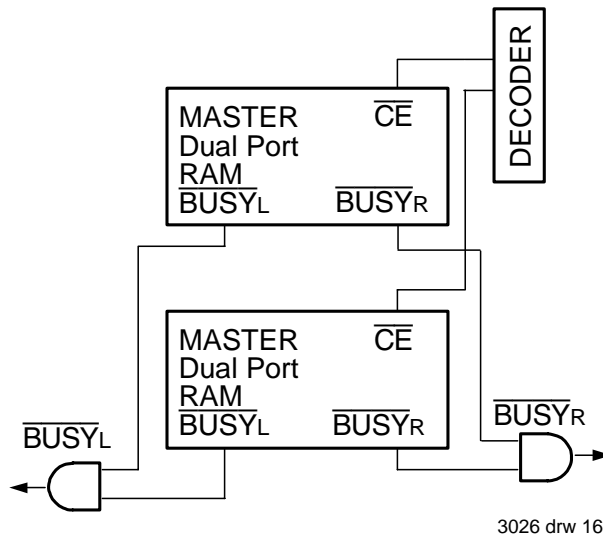 DECODER
MASTER CE
Dual Port
RAM
BUSYL BUSYR
MASTER CE
Dual Port
RAM
BUSYL BUSYR
BUSYL
BUSYR
3026 drw 16